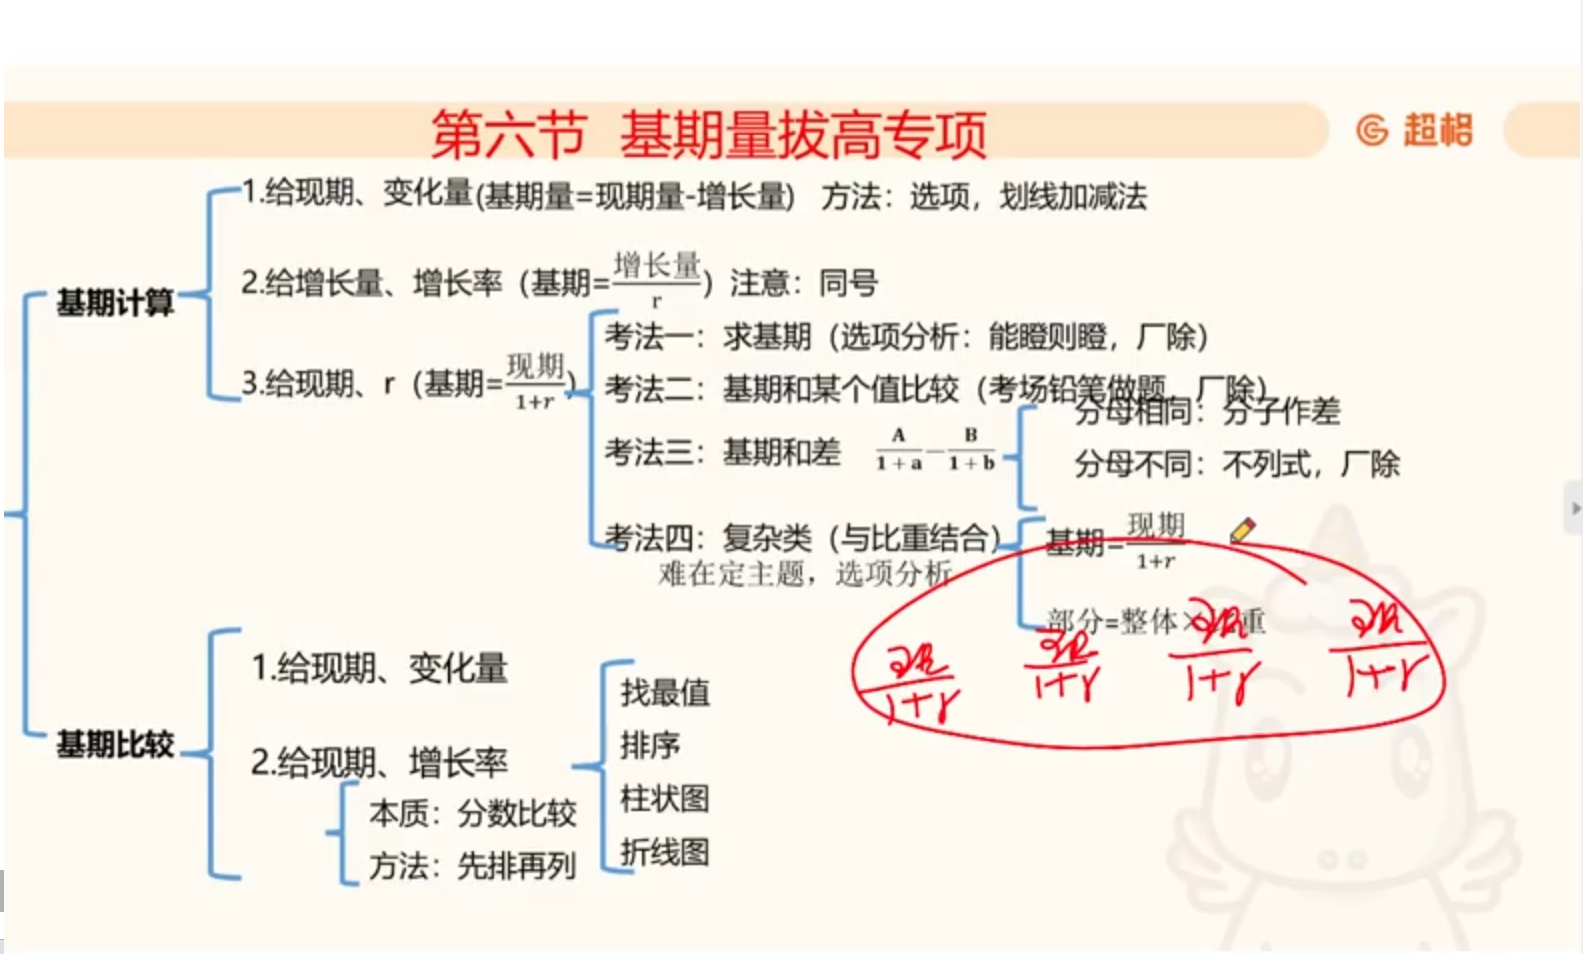 第六节 基期量拔高专项
超格
基期计算
1.给现期、变化量(基期量=现期量-增长量) 方法：选项，划线加减法
2.给增长量、增长率（基期=增长量/r）注意：同号
3.给现期、r（基期=现期/1+r）
考法一：求基期（选项分析：能瞪则瞪，厂除）
考法二：基期和某个值比较（考场铅笔做题，厂除）
考法三：基期和差 A/1+a－B/1+b
分母相同：分子作差
分母不同：不列式，厂除
考法四：复杂类（与比重结合）
难在定主题，选项分析
基期=现期/1+r
部分=整体×比重
现/1+r 现/1+r 现/1+r 现/1+r
基期比较
1.给现期、变化量
2.给现期、增长率
本质：分数比较
方法：先排再列
找最值
排序
柱状图
折线图